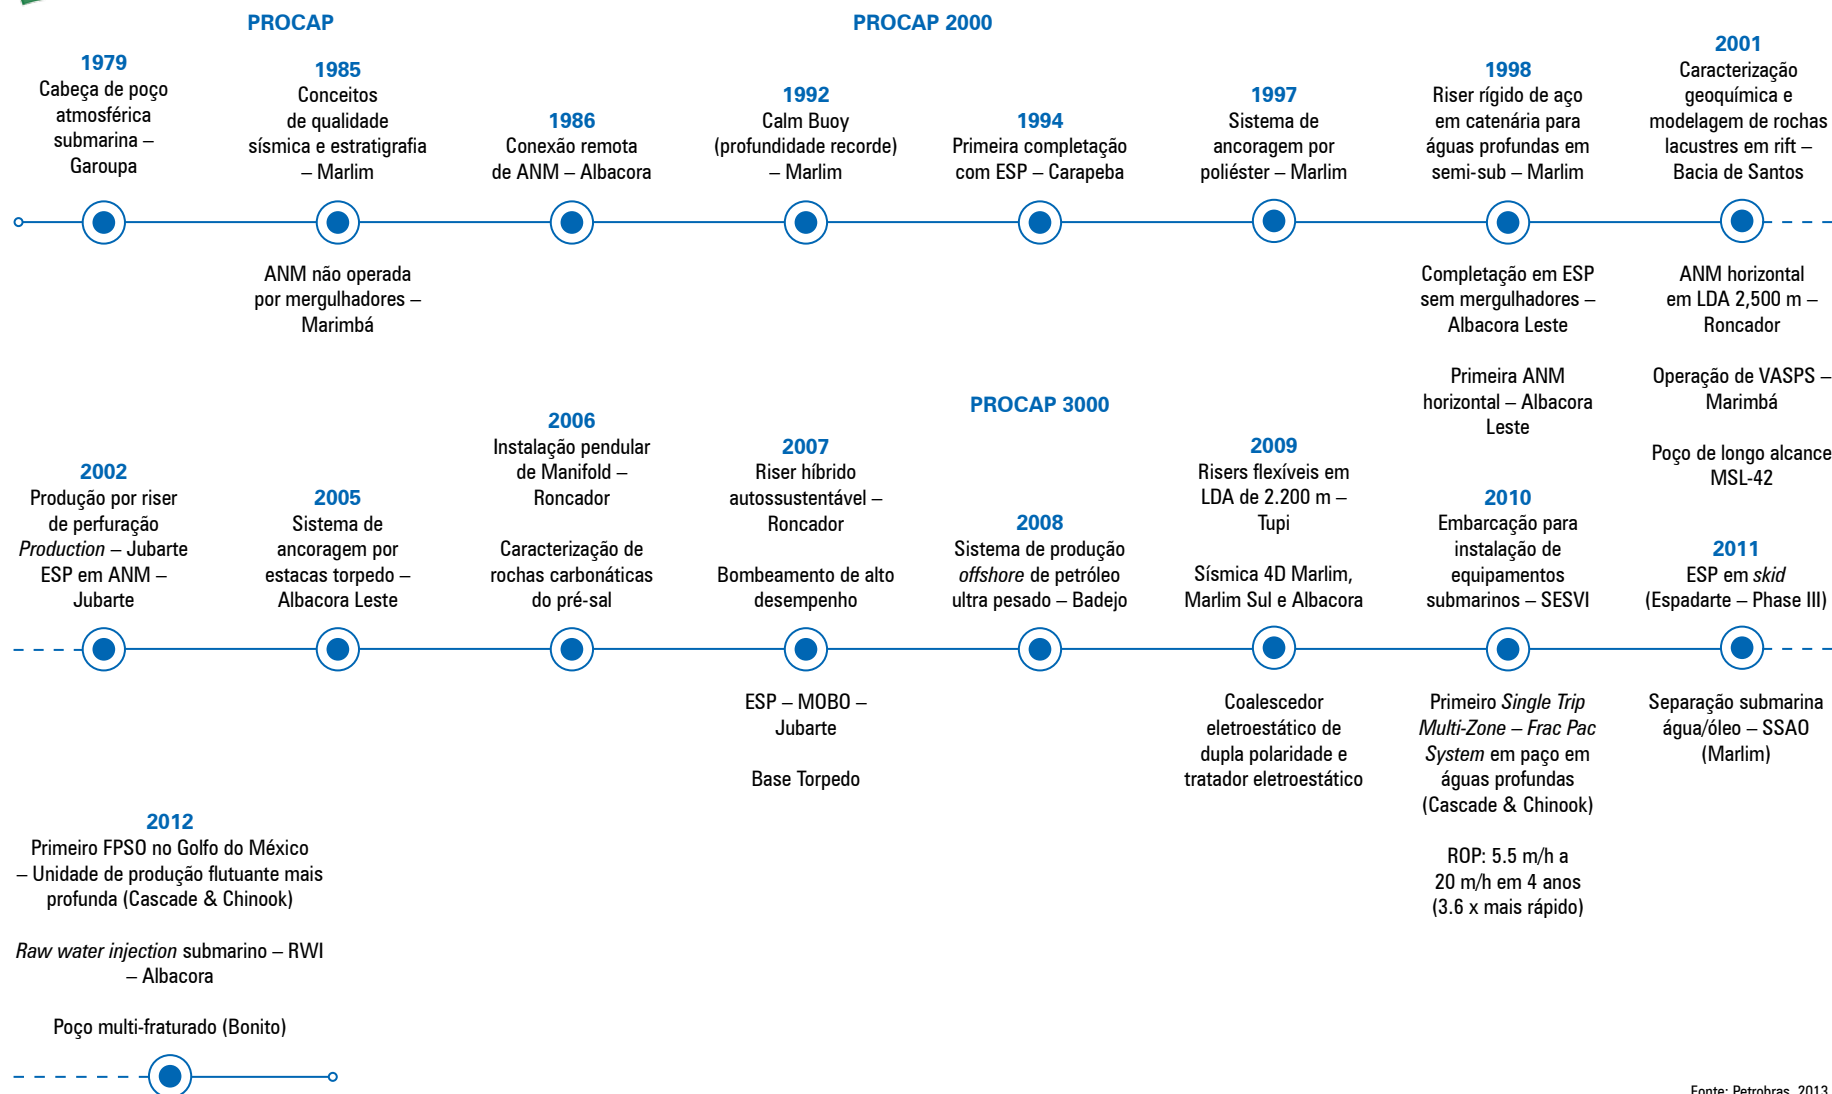 PROCAP
PROCAP 2000
1979
Cabeça de poço
atmosférica
submarina –
Garoupa
1985
Conceitos
de qualidade
sísmica e estratigrafia
– Marlim
ANM não operada
por mergulhadores –
Marimbá
1986
Conexão remota
de ANM – Albacora
1992
Calm Buoy
(profundidade recorde)
– Marlim
1994
Primeira completação
com ESP – Carapeba
1997
Sistema de
ancoragem por
poliéster – Marlim
1998
Riser rígido de aço
em catenária para
águas profundas em
semi-sub – Marlim
Completação em ESP
sem mergulhadores –
Albacora Leste
Primeira ANM
horizontal – Albacora
Leste
2001
Caracterização
geoquímica e
modelagem de rochas
lacustres em rift –
Bacia de Santos
ANM horizontal
em LDA 2,500 m –
Roncador
Operação de VASPS –
Marimbá
Poço de longo alcance
MSL-42
PROCAP 3000
2002
Produção por riser
de perfuração
Production – Jubarte
ESP em ANM –
Jubarte
2005
Sistema de
ancoragem por
estacas torpedo –
Albacora Leste
2006
Instalação pendular
de Manifold –
Roncador
Caracterização de
rochas carbonáticas
do pré-sal
2007
Riser híbrido
autossustentável –
Roncador
Bombeamento de alto
desempenho
ESP – MOBO –
Jubarte
Base Torpedo
2008
Sistema de produção
offshore de petróleo
ultra pesado – Badejo
2009
Risers flexíveis em
LDA de 2.200 m –
Tupi
Sísmica 4D Marlim,
Marlim Sul e Albacora
Coalescedor
eletroestático de
dupla polaridade e
tratador eletroestático
2010
Embarcação para
instalação de
equipamentos
submarinos – SESVI
Primeiro Single Trip
Multi-Zone – Frac Pac
System em paço em
águas profundas
(Cascade & Chinook)
ROP: 5.5 m/h a
20 m/h em 4 anos
(3.6 x mais rápido)
2011
ESP em skid
(Espadarte – Phase III)
Separação submarina
água/óleo – SSAO
(Marlim)
2012
Primeiro FPSO no Golfo do México
– Unidade de produção flutuante mais
profunda (Cascade & Chinook)
Raw water injection submarino – RWI
– Albacora
Poço multi-fraturado (Bonito)
Fonte: Petrobras, 2013